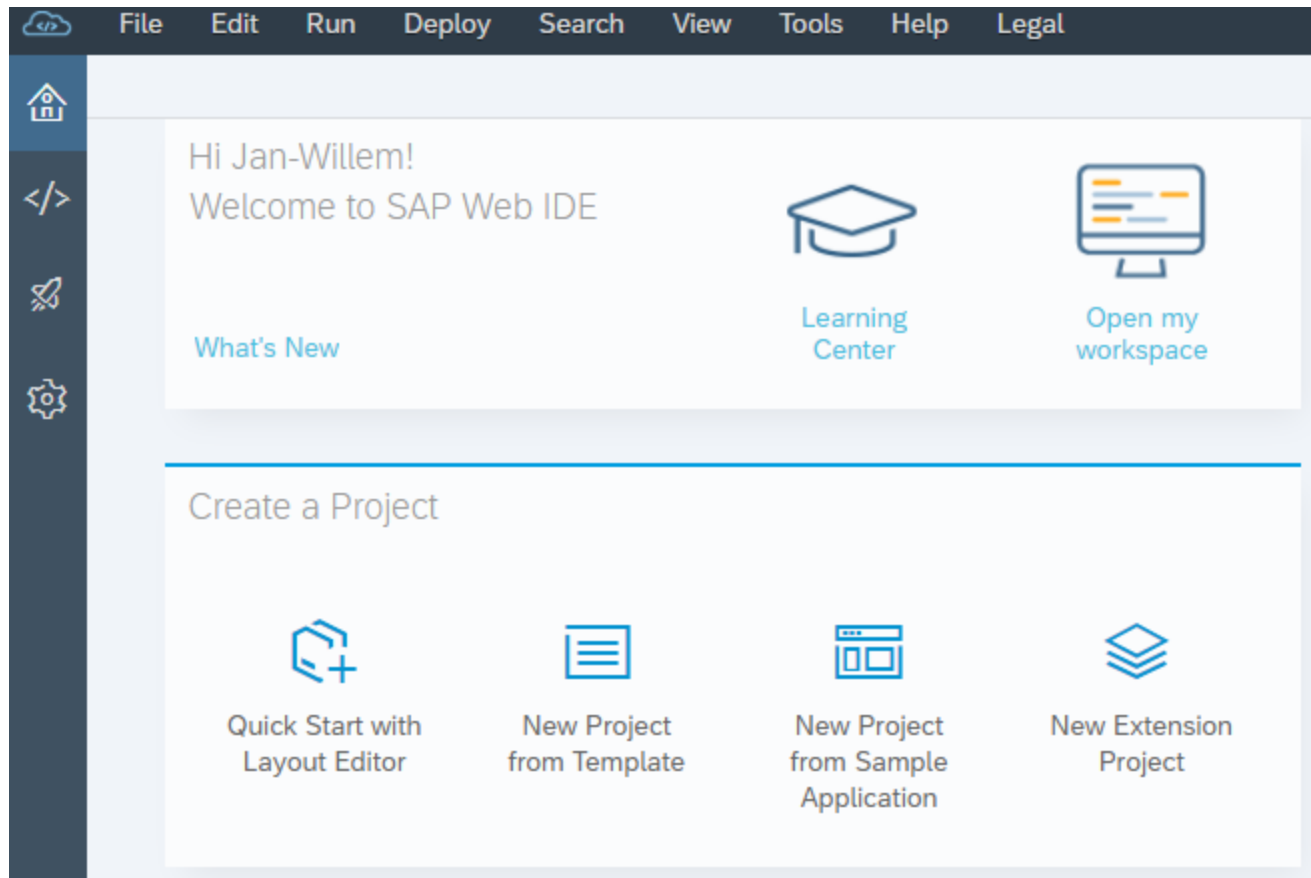 File Edit Run Deploy Search View Tools Help Legal
Hi Jan-Willem!
Welcome to SAP Web IDE
What's New
Learning
Center
Open my
workspace
Create a Project
Quick Start with
Layout Editor
New Project
from Template
New Project
from Sample
Application
New Extension
Project